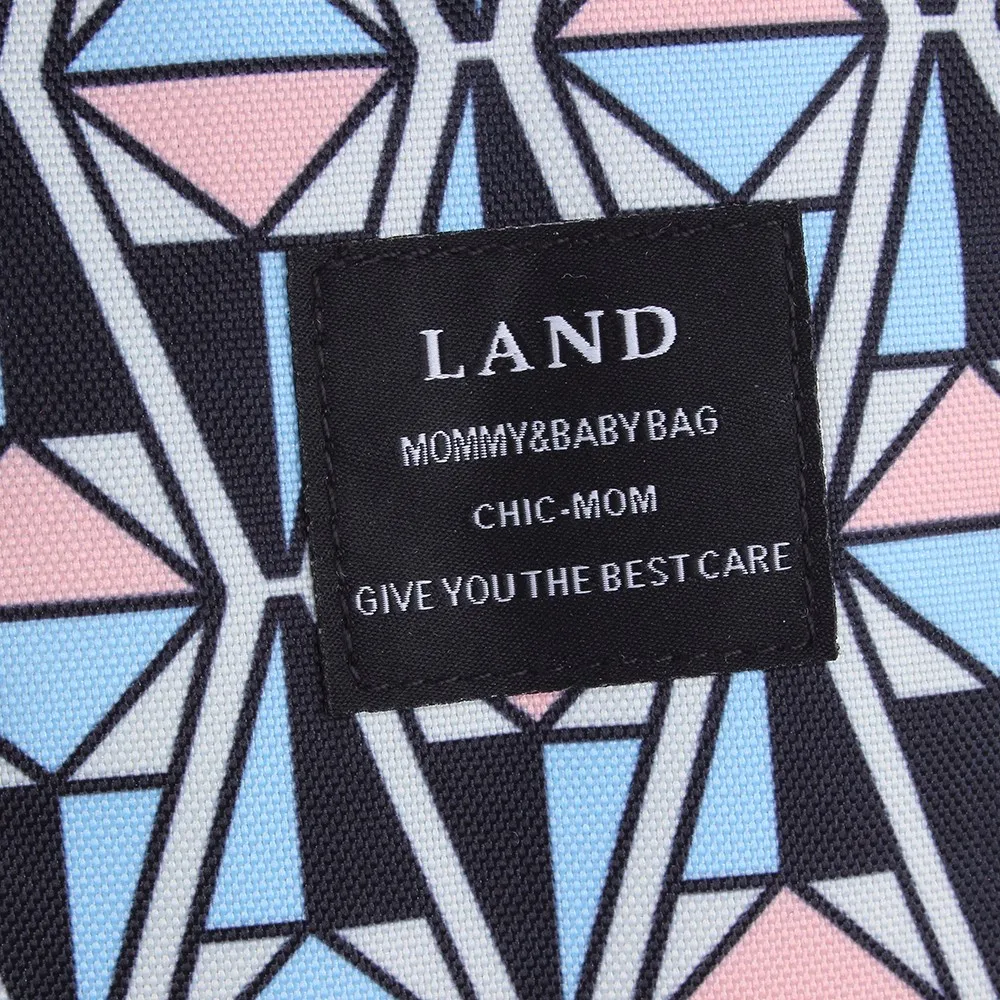 LAND
MOMMY&BABY BAG
CHIC-MOM
GIVE YOU THE BEST CARE